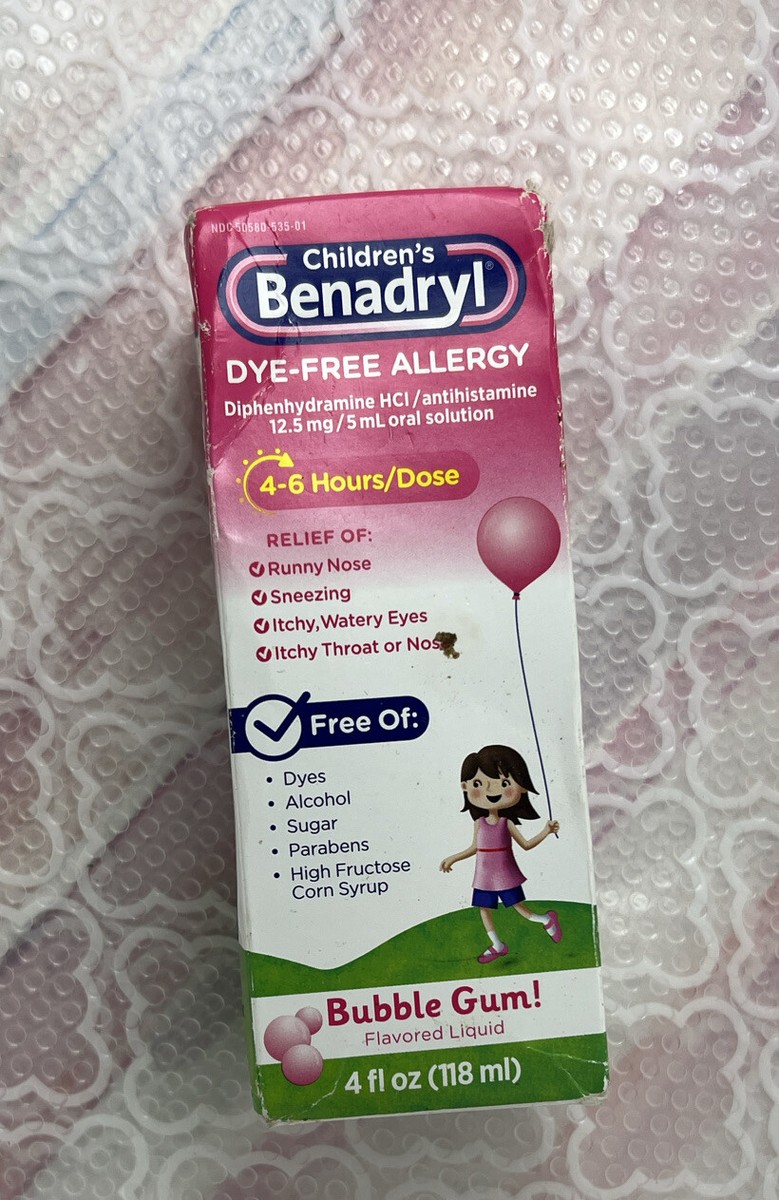 NDC 50580-535-01
Children's
Benadryl®
DYE-FREE ALLERGY
Diphenhydramine HCl/antihistamine
12.5 mg/5 mL oral solution
4-6 Hours/Dose
RELIEF OF:
Runny Nose
Sneezing
Itchy, Watery Eyes
Itchy Throat or Nos
Free Of:
• Dyes
• Alcohol
• Sugar
• Parabens
• High Fructose
Corn Syrup
Bubble Gum!
Flavored Liquid
4 fl oz (118 ml)